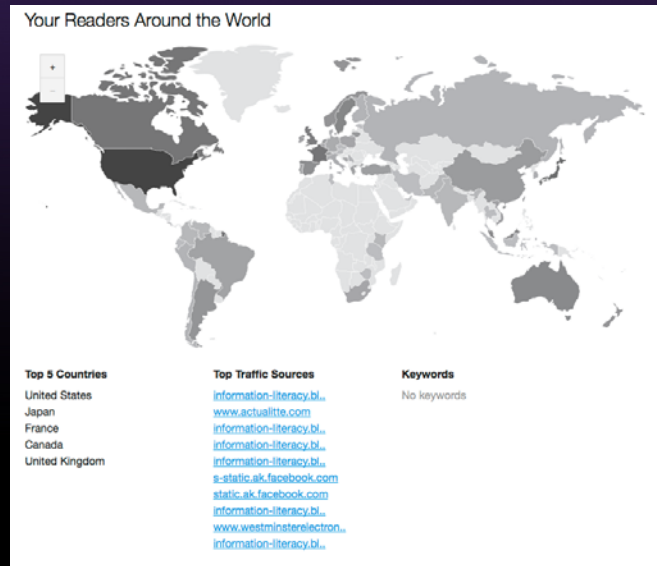 Your Readers Around the World
+
–
Top 5 Countries
United States
Japan
France
Canada
United Kingdom
Top Traffic Sources
information-literacy.bl..
www.actualitte.com
information-literacy.bl..
information-literacy.bl..
information-literacy.bl..
s-static.ak.facebook.com
static.ak.facebook.com
information-literacy.bl..
www.westminsterelectron..
information-literacy.bl..
Keywords
No keywords